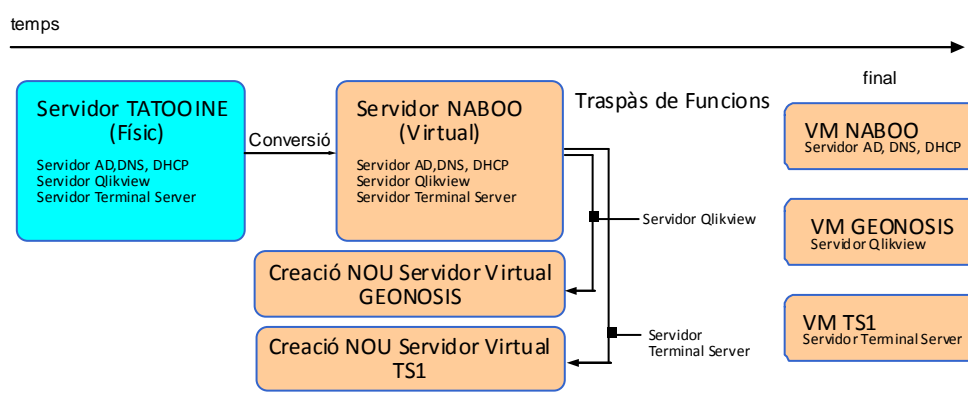 temps
Servidor TATOOINE
(Físic)
Servidor AD,DNS, DHCP
Servidor Qlikview
Servidor Terminal Server
Conversió
Servidor NABOO
(Virtual)
Servidor AD,DNS, DHCP
Servidor Qlikview
Servidor Terminal Server
Traspàs de Funcions
Servidor Qlikview
Servidor
Terminal Server
Creació NOU Servidor Virtual
GEONOSIS
Creació NOU Servidor Virtual
TS1
final
VM NABOO
Servidor AD, DNS, DHCP
VM GEONOSIS
Servidor Qlikview
VM TS1
Servidor Terminal Server